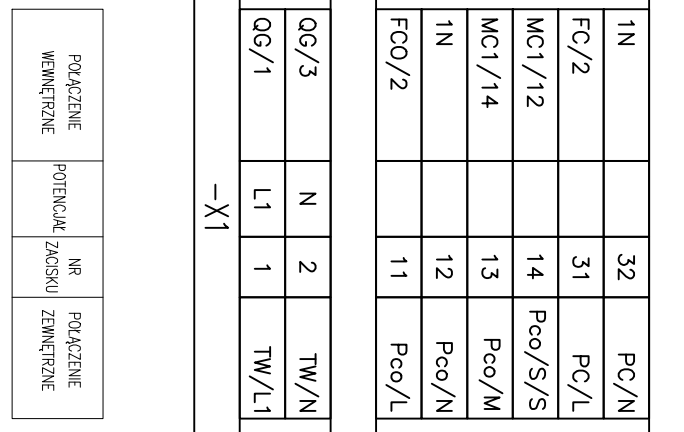 POŁĄCZENIE
WEWNĘTRZNE
POTENCJAŁ
NR
ZACISKU
POŁĄCZENIE
ZEWNĘTRZNE
-X1
QG/1 L1 1 TW/L1
QG/3 N 2 TW/N
FCO/2 11 Pco/L
1N 12 Pco/N
MC1/14 13 Pco/M
MC1/12 14 Pco/S/S
FC/2 31 PC/L
1N 32 PC/N